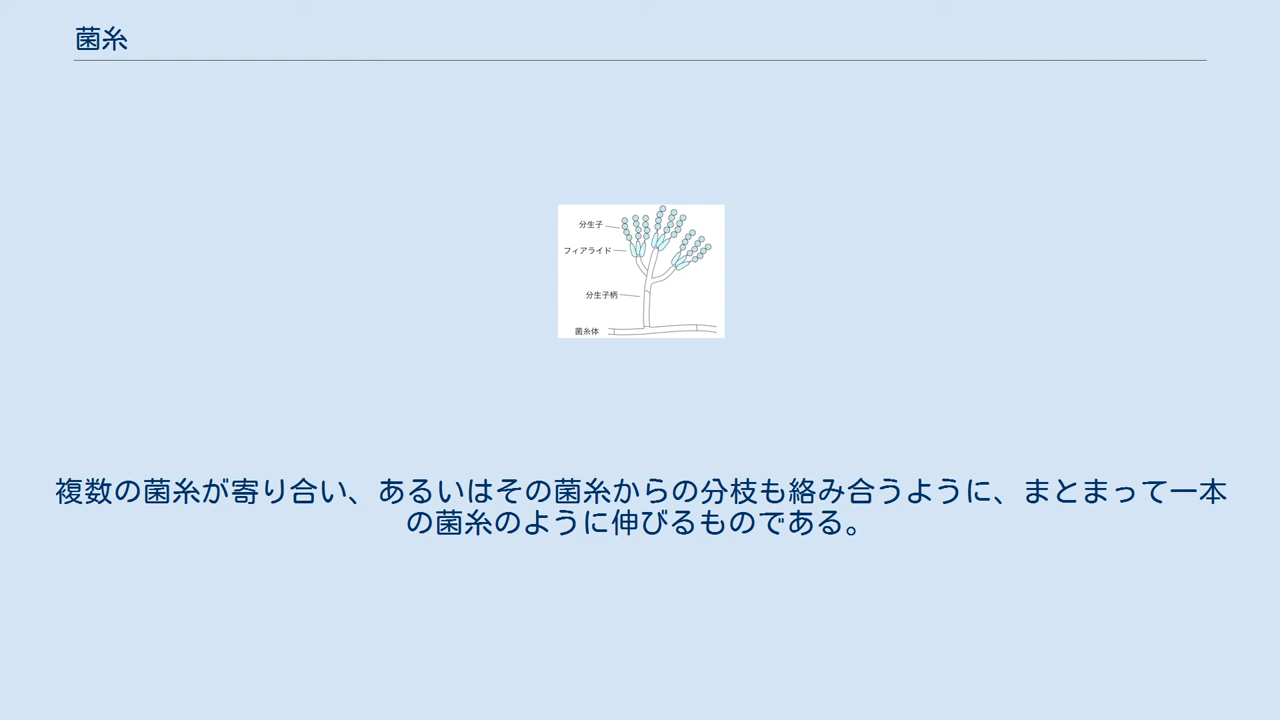 菌糸
分生子
フィアライド
分生子柄
菌糸体
複数の菌糸が寄り合い、あるいはその菌糸からの分枝も絡み合うように、まとまって一本
の菌糸のように伸びるものである。